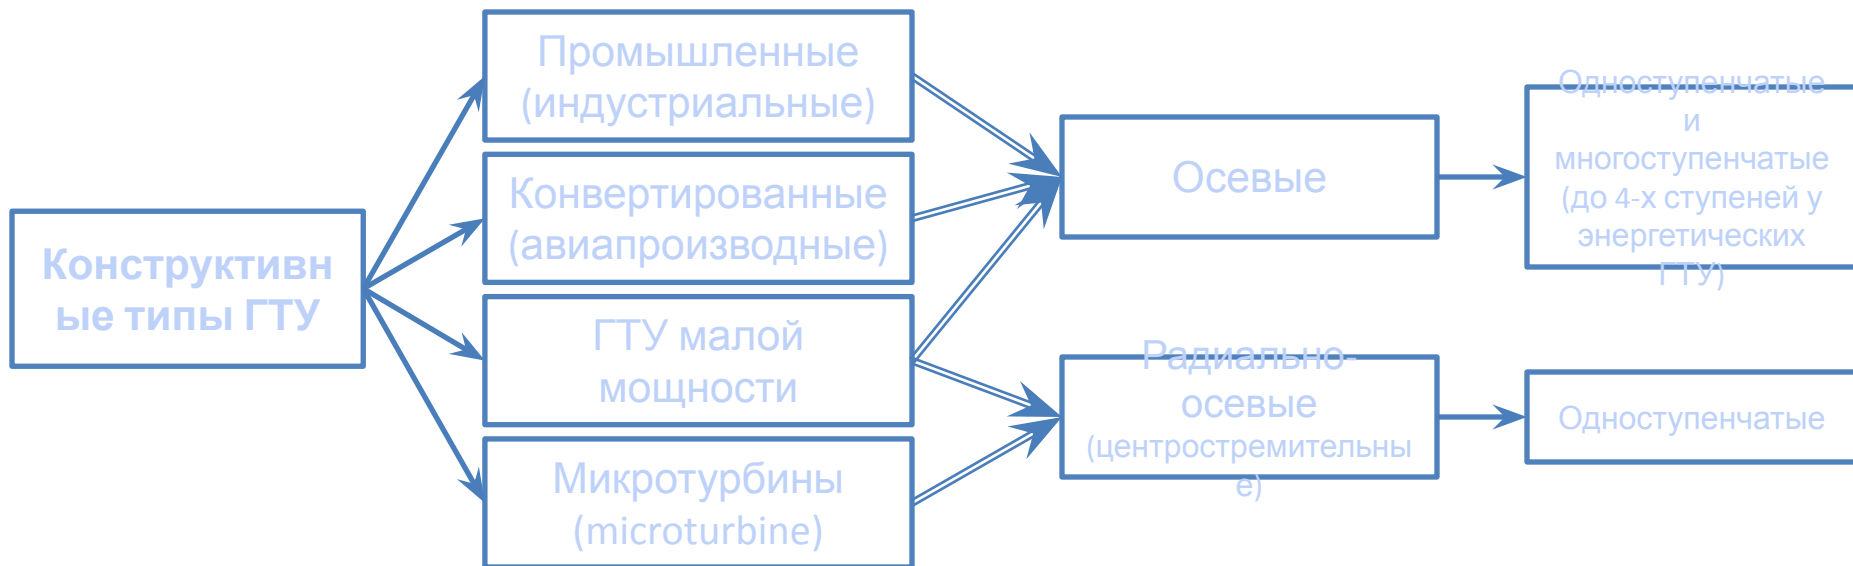 Конструктивн
ые типы ГТУ
Промышленные
(индустриальные)
Конвертированные
(авиапроизводные)
ГТУ малой
мощности
Микротурбины
(microturbine)
Осевые
Радиально-
осевые
(центростремительны
е)
Одноступенчатые
и
многоступенчатые
(до 4-х ступеней у
энергетических
ГТУ)
Одноступенчатые